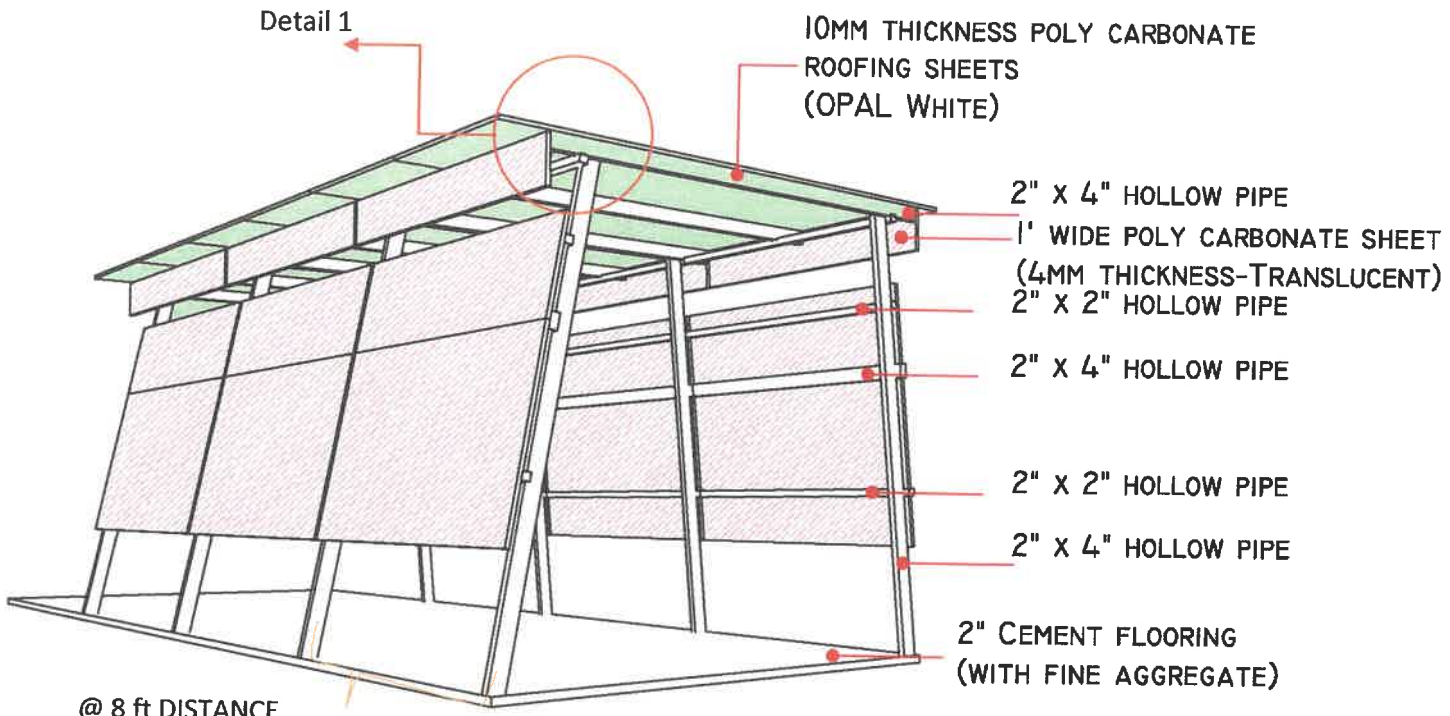 Detail 1
10MM THICKNESS POLY CARBONATE
ROOFING SHEETS
(OPAL WHITE)
2" X 4" HOLLOW PIPE
1' WIDE POLY CARBONATE SHEET
(4MM THICKNESS-TRANSLUCENT)
2" X 2" HOLLOW PIPE
2" X 4" HOLLOW PIPE
2" X 2" HOLLOW PIPE
2" X 4" HOLLOW PIPE
2" CEMENT FLOORING
(WITH FINE AGGREGATE)
@ 8 ft DISTANCE